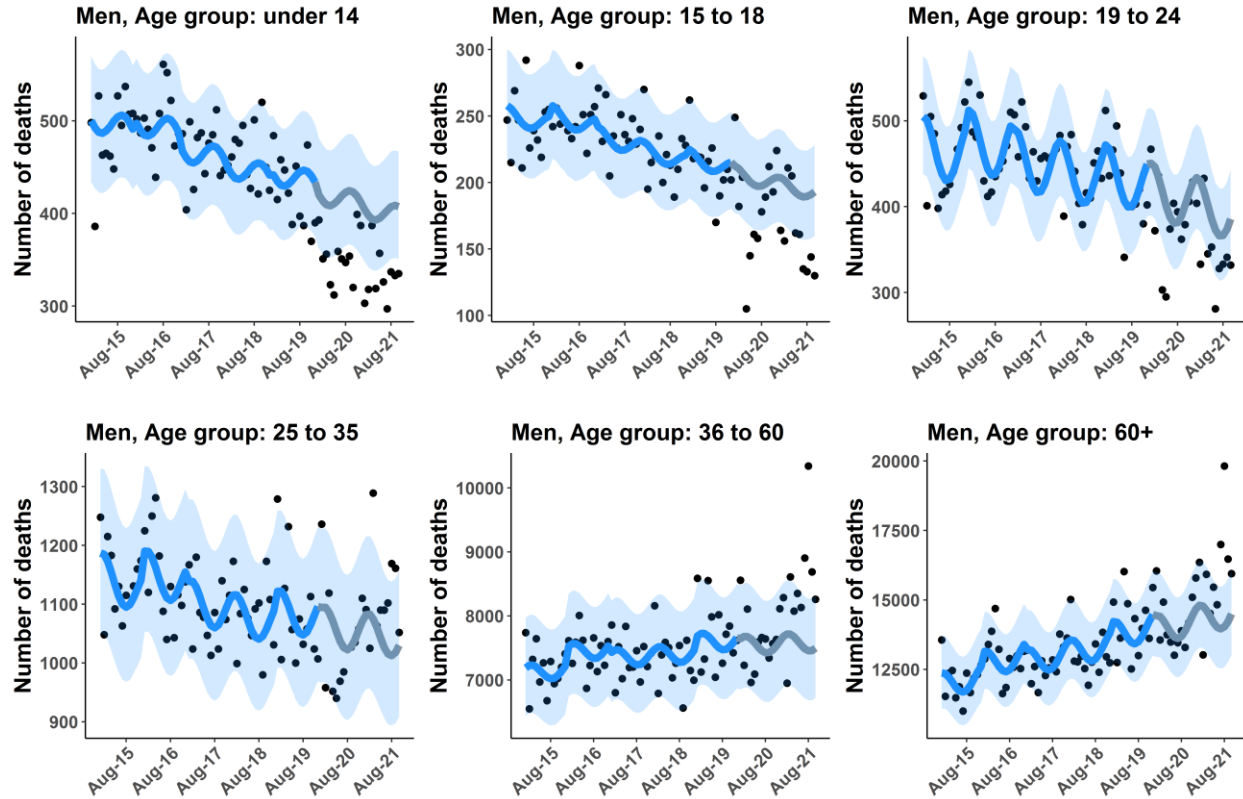 Men, Age group: under 14
Number of deaths
500
400
300
Aug-15
Aug-16
Aug-17
Aug-18
Aug-19
Aug-20
Aug-21
Men, Age group: 15 to 18
Number of deaths
300
250
200
150
100
Aug-15
Aug-16
Aug-17
Aug-18
Aug-19
Aug-20
Aug-21
Men, Age group: 19 to 24
Number of deaths
500
400
300
Aug-15
Aug-16
Aug-17
Aug-18
Aug-19
Aug-20
Aug-21
Men, Age group: 25 to 35
Number of deaths
1300
1200
1100
1000
900
Aug-15
Aug-16
Aug-17
Aug-18
Aug-19
Aug-20
Aug-21
Men, Age group: 36 to 60
Number of deaths
10000
9000
8000
7000
Aug-15
Aug-16
Aug-17
Aug-18
Aug-19
Aug-20
Aug-21
Men, Age group: 60+
Number of deaths
20000
17500
15000
12500
Aug-15
Aug-16
Aug-17
Aug-18
Aug-19
Aug-20
Aug-21